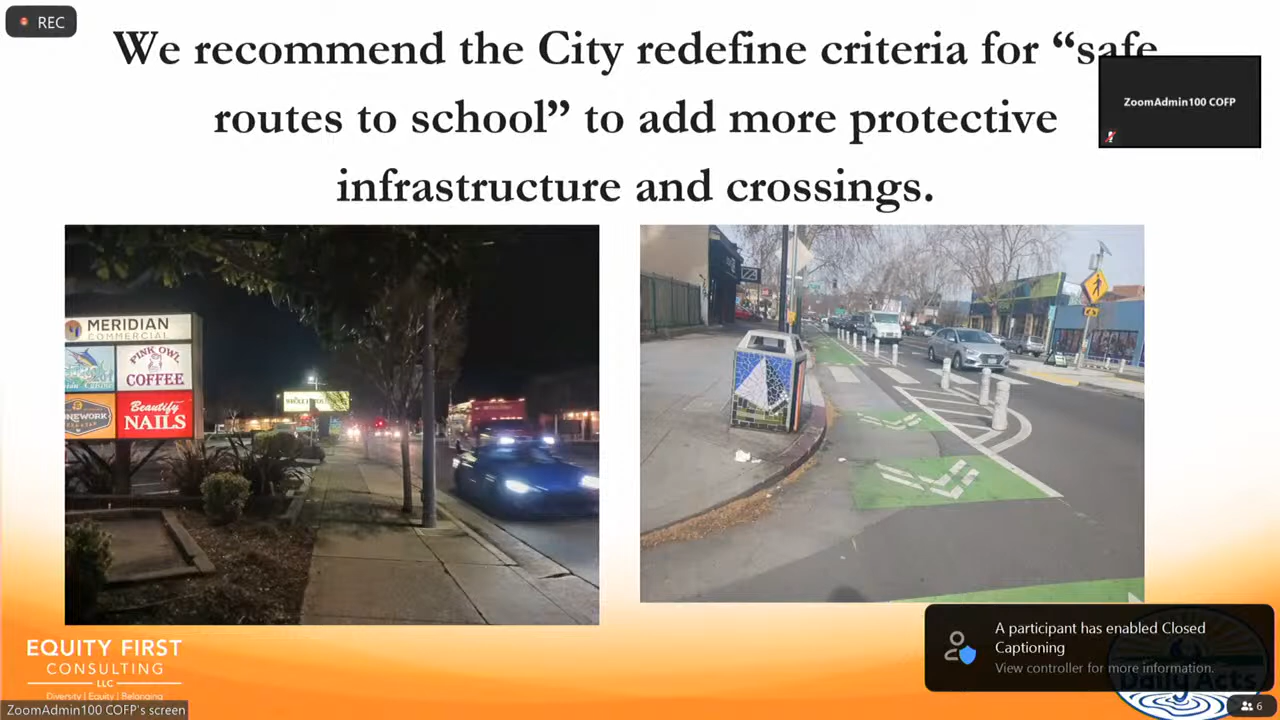 REC
We recommend the City redefine criteria for “safe
routes to school” to add more protective
infrastructure and crossings.
ZoomAdmin100 COFP
MERIDIAN
COMMERCIAL
PINK OWL
COFFEE
Beautify
NAILS
A participant has enabled Closed
Captioning
View controller for more information.
EQUITY FIRST
CONSULTING
LLC
Diversity | Equity | Belonging
Daily Acts
ZoomAdmin100 COFP's screen
6